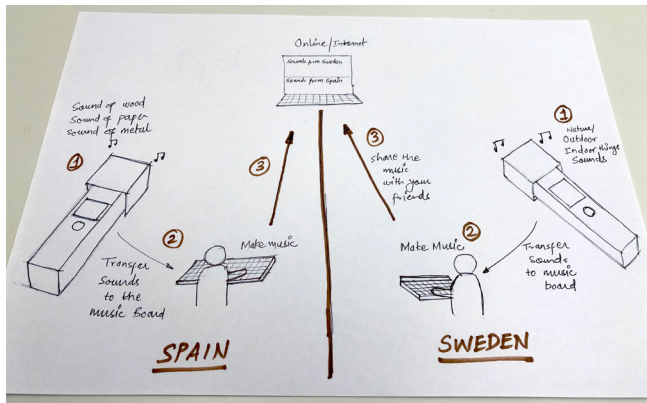 Online/Internet
Sounds from Sweden
Sounds from Spain
Sound of wood
Sound of paper
Sound of metal
1
2
Transfer
Sounds
to the
music Board
Make music
3
SPAIN
3
Share the
music
with your
friends
1
Nature/
Outdoor
Indoor things
Sounds
2
Make Music
Transfer
Sounds
to music
board
SWEDEN